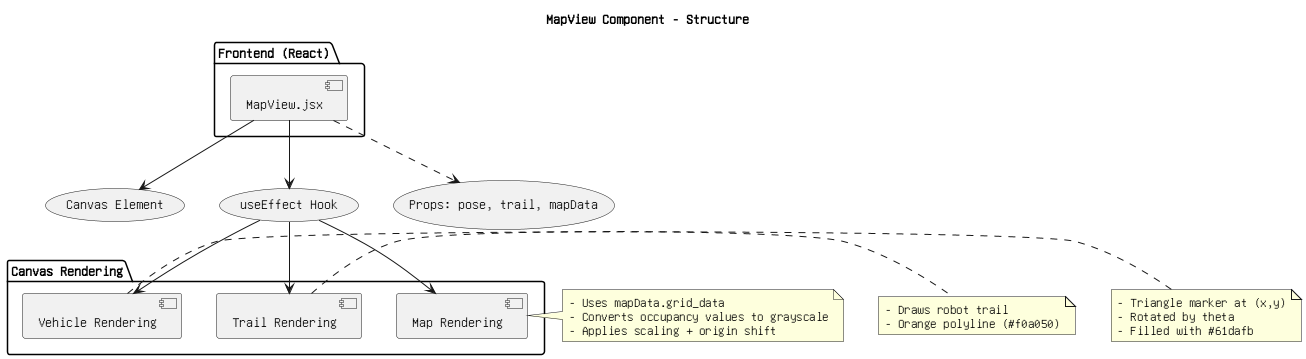 MapView Component - Structure
Frontend (React)
MapView.jsx
Canvas Element
useEffect Hook
Props: pose, trail, mapData
Canvas Rendering
Vehicle Rendering
Trail Rendering
Map Rendering
- Uses mapData.grid_data
- Converts occupancy values to grayscale
- Applies scaling + origin shift
- Draws robot trail
- Orange polyline (#f0a050)
- Triangle marker at (x,y)
- Rotated by theta
- Filled with #61dafb